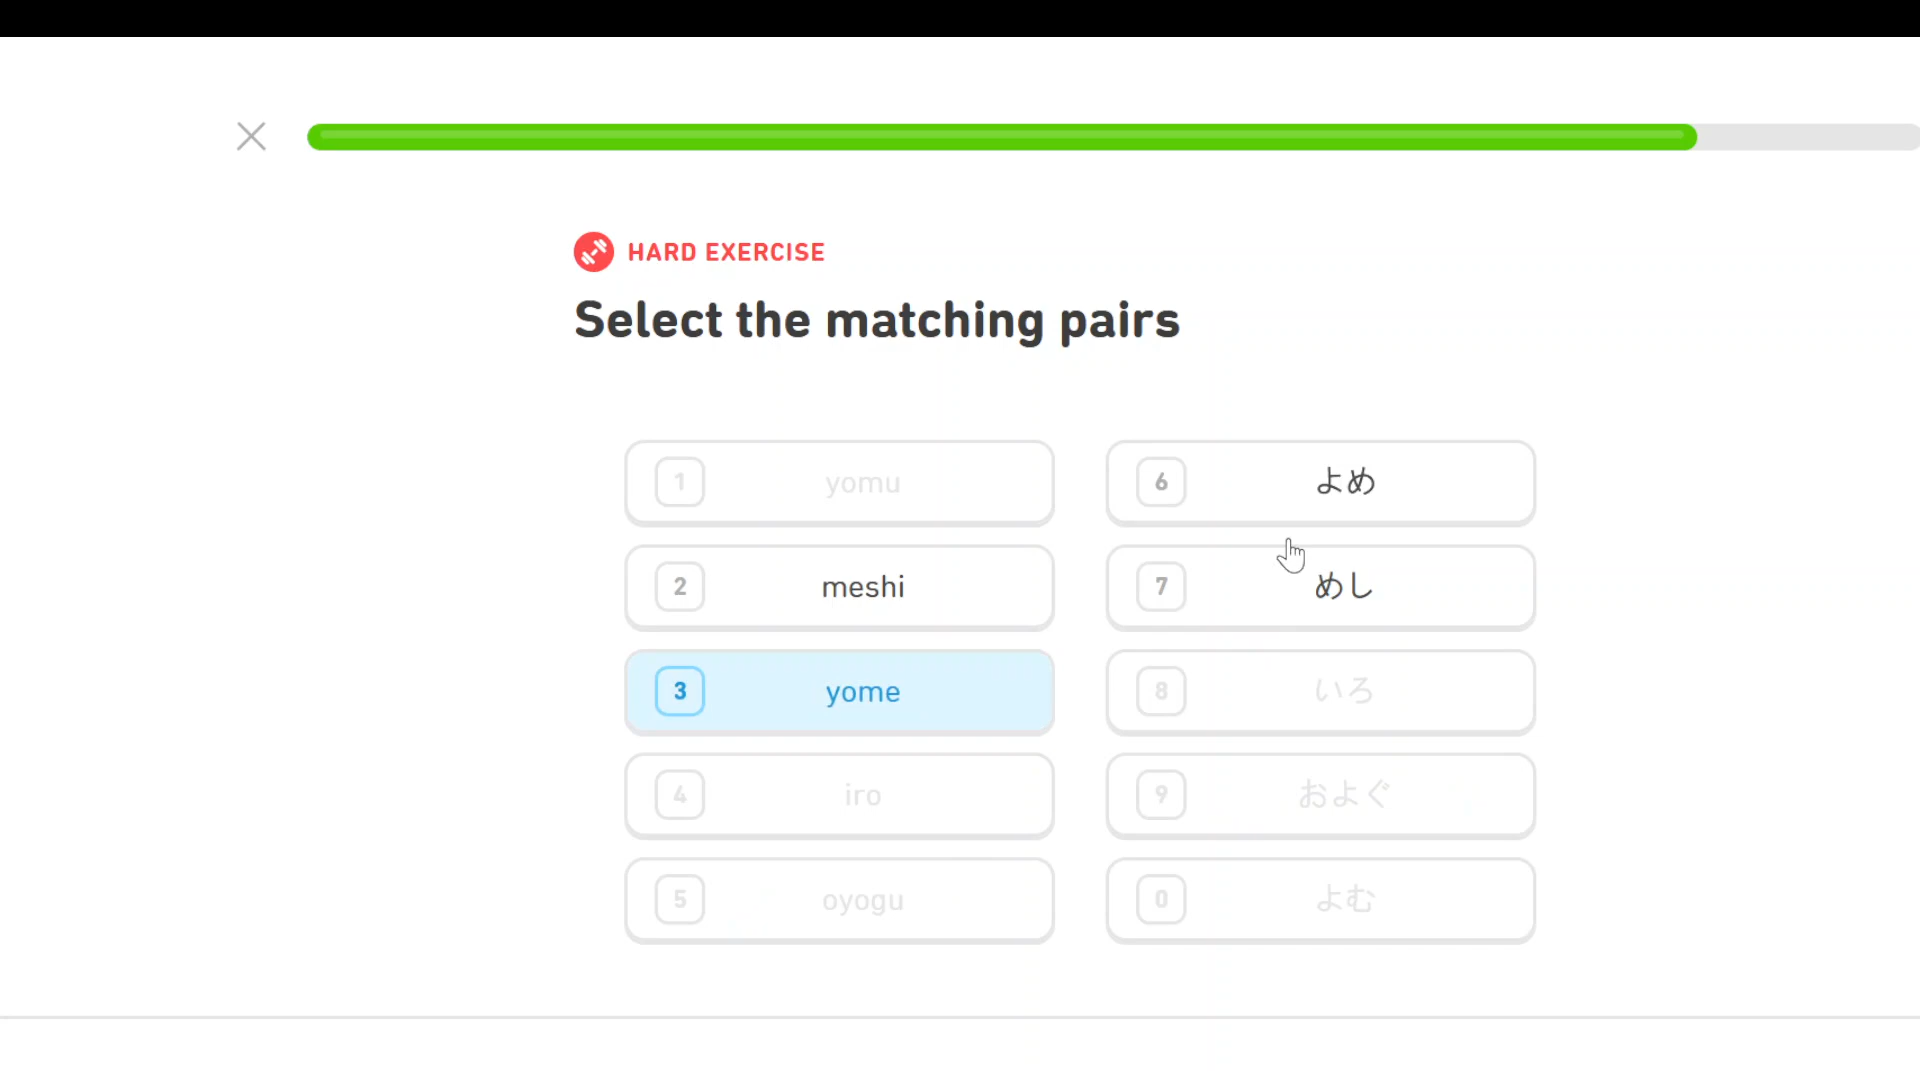 HARD EXERCISE
Select the matching pairs
1 yomu
6 よめ
2 meshi
7 めし
3 yome
8 いろ
4 iro
9 およぐ
5 oyogu
0 よむ